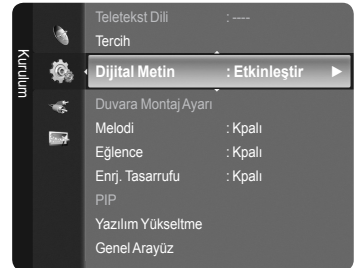 Kurulum
Teletekst Dili : ----
Tercih
Dijital Metin : Etkinleştir
Duvara Montaj Ayarı
Melodi : Kpalı
Eğlence : Kpalı
Enrj. Tasarrufu : Kpalı
PIP
Yazılım Yükseltme
Genel Arayüz